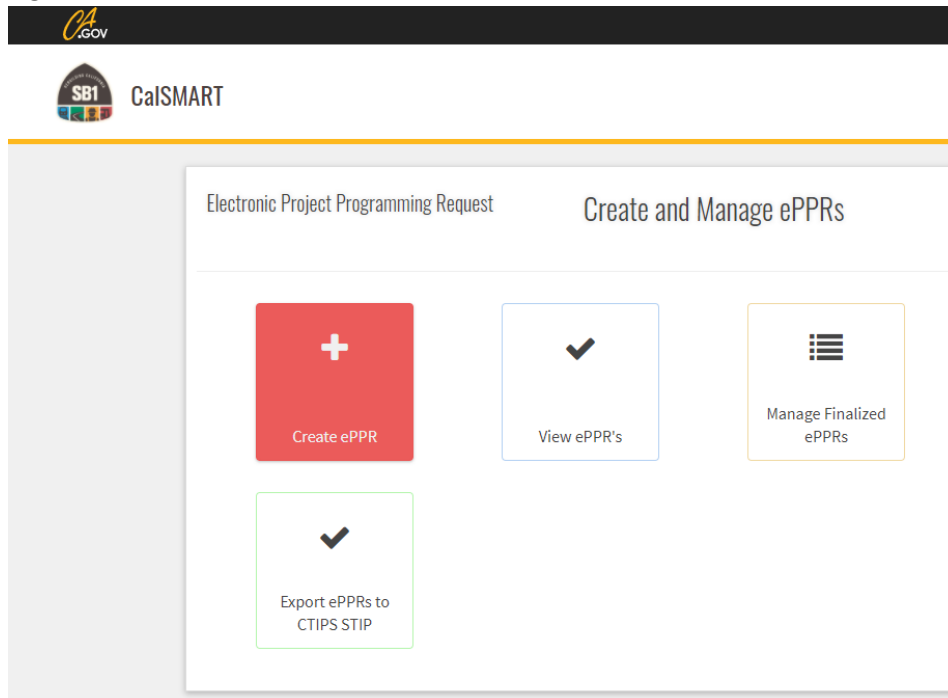 CA.GOV
SB1
CalSMART
Electronic Project Programming Request
Create and Manage ePPRs
Create ePPR
View ePPR's
Manage Finalized
ePPRs
Export ePPRs to
CTIPS STIP